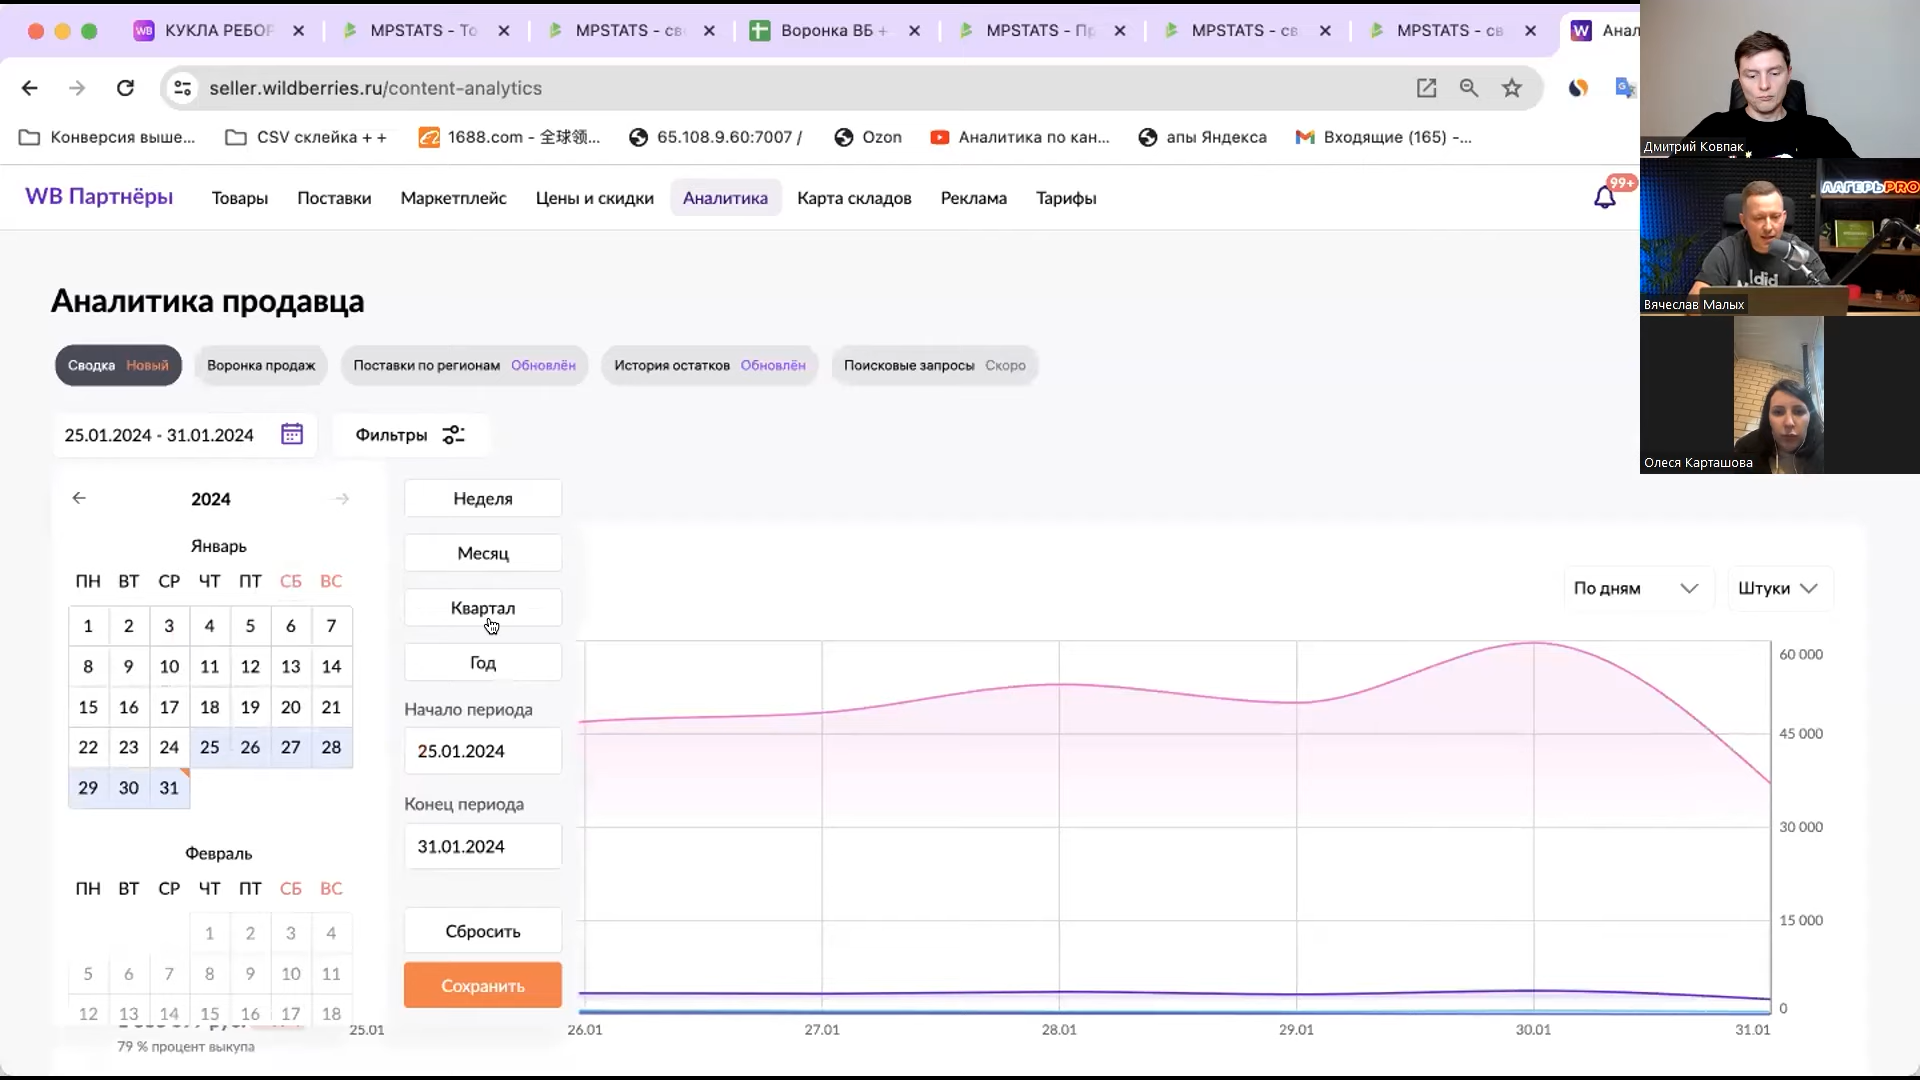 КУКЛА РЕБОР
MPSTATS - То
MPSTATS - св
Воронка ВБ +
MPSTATS - Пр
MPSTATS - св
MPSTATS - св
Анал
seller.wildberries.ru/content-analytics
Конверсия выше...
CSV склейка + +
1688.com - 全球领...
65.108.9.60:7007 /
Ozon
Аналитика по кан...
апы Яндекса
Входящие (165) -...
WB Партнёры
Товары
Поставки
Маркетплейс
Цены и скидки
Аналитика
Карта складов
Реклама
Тарифы
99+
Дмитрий Ковпак
ЛАГЕРЬPRO
I did
Вячеслав Малых
Олеся Карташова
Аналитика продавца
Сводка Новый
Воронка продаж
Поставки по регионам Обновлён
История остатков Обновлён
Поисковые запросы Скоро
25.01.2024 - 31.01.2024
Фильтры
2024
Январь
ПН ВТ СР ЧТ ПТ СБ ВС
1 2 3 4 5 6 7
8 9 10 11 12 13 14
15 16 17 18 19 20 21
22 23 24 25 26 27 28
29 30 31
Февраль
ПН ВТ СР ЧТ ПТ СБ ВС
1 2 3 4
5 6 7 8 9 10 11
12 13 14 15 16 17 18
Неделя
Месяц
Квартал
Год
Начало периода
25.01.2024
Конец периода
31.01.2024
Сбросить
Сохранить
По дням
Штуки
60 000
45 000
30 000
15 000
0
25.01 26.01 27.01 28.01 29.01 30.01 31.01
79 % процент выкупа